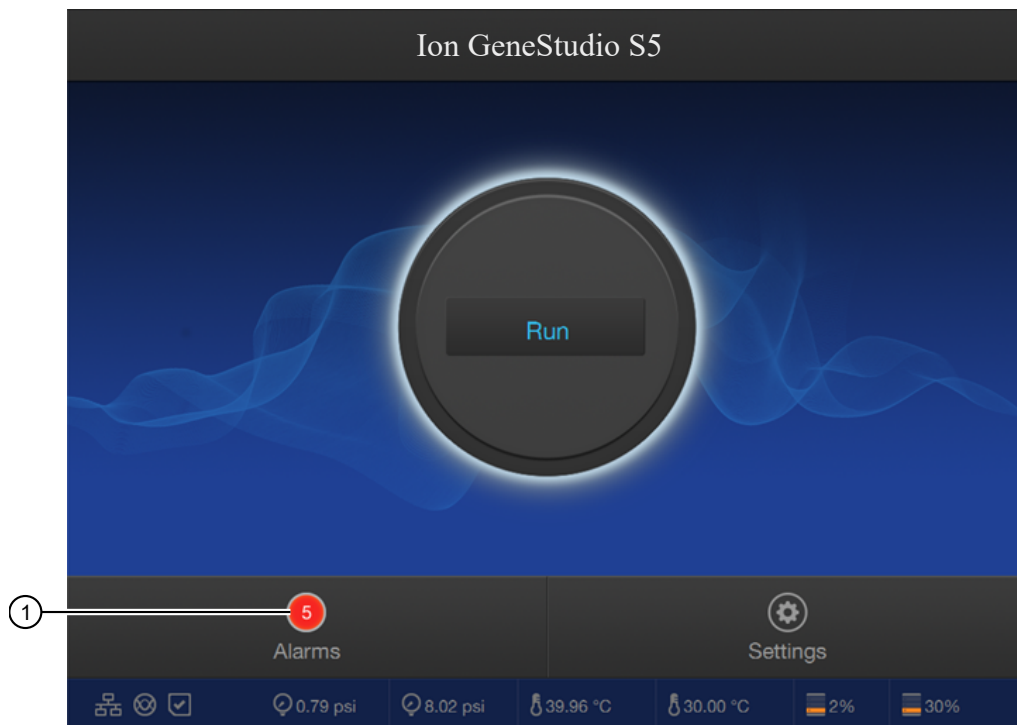 Ion GeneStudio S5
Run
1
5
Alarms
Settings
0.79 psi 8.02 psi 39.96 °C 30.00 °C 2% 30%